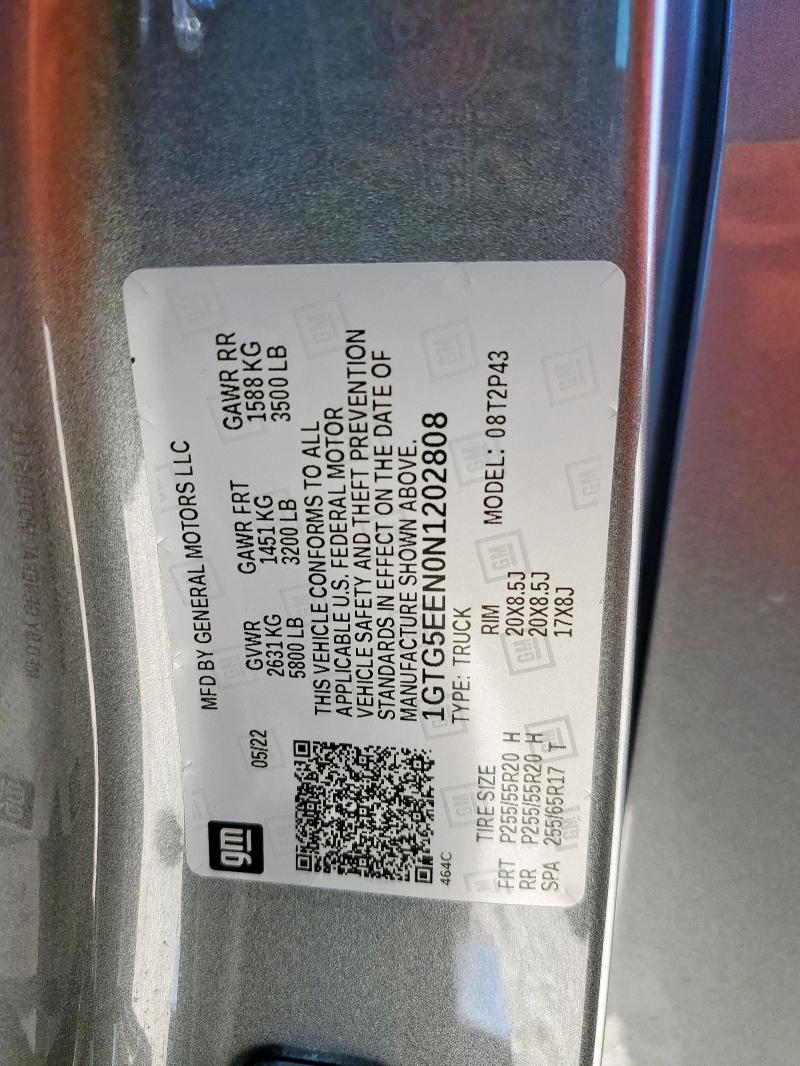 gm
MFD BY GENERAL MOTORS LLC
05/22
GVWR GAWR FRT GAWR RR
2631 KG 1451 KG 1588 KG
5800 LB 3200 LB 3500 LB
THIS VEHICLE CONFORMS TO ALL
APPLICABLE U.S. FEDERAL MOTOR
VEHICLE SAFETY AND THEFT PREVENTION
STANDARDS IN EFFECT ON THE DATE OF
MANUFACTURE SHOWN ABOVE.
1GTG5EEN0N1202808
464C
TYPE: TRUCK MODEL: 08T2P43
TIRE SIZE RIM
FRT P255/55R20 H 20X8.5J
RR P255/55R20 H 20X8.5J
SPA 255/65R17 T 17X8J